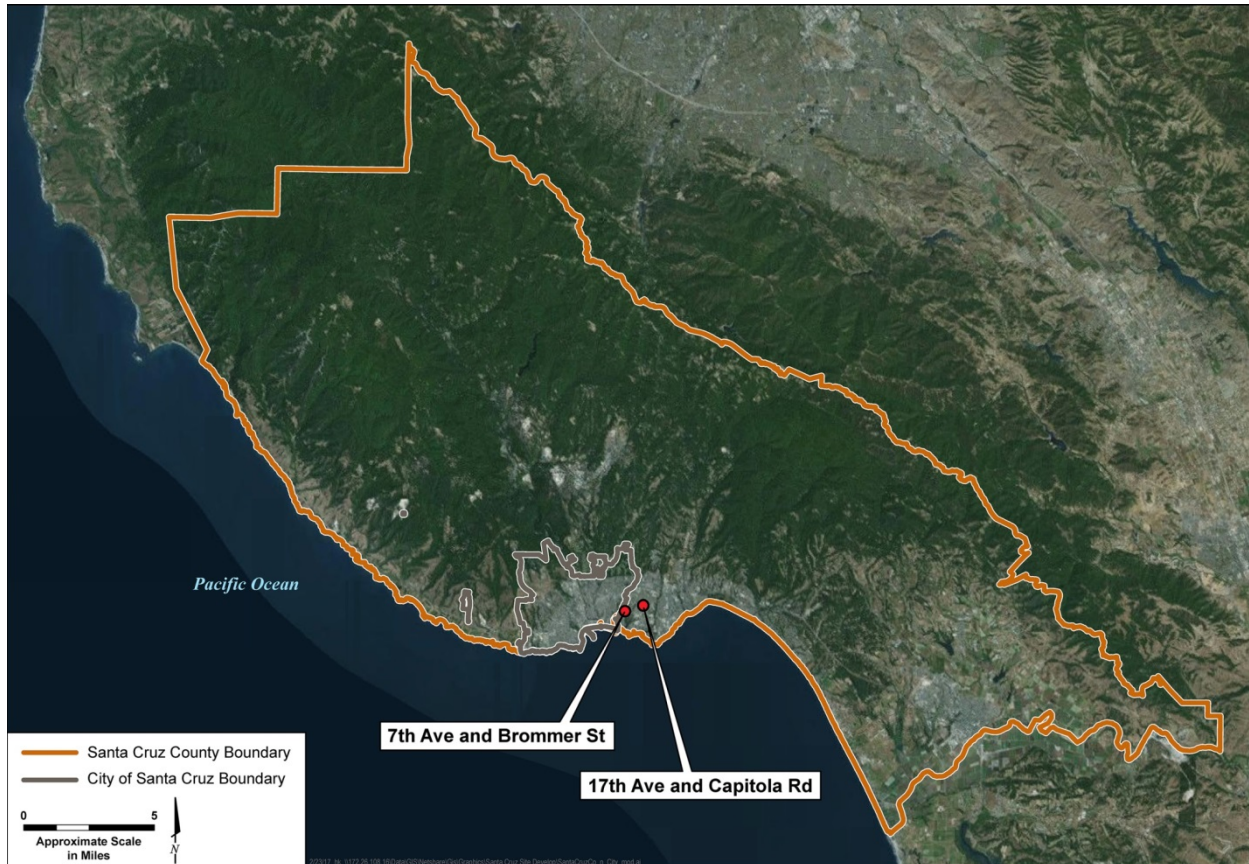 Pacific Ocean
7th Ave and Brommer St
17th Ave and Capitola Rd
Santa Cruz County Boundary
City of Santa Cruz Boundary
0 5
Approximate Scale
in Miles
N